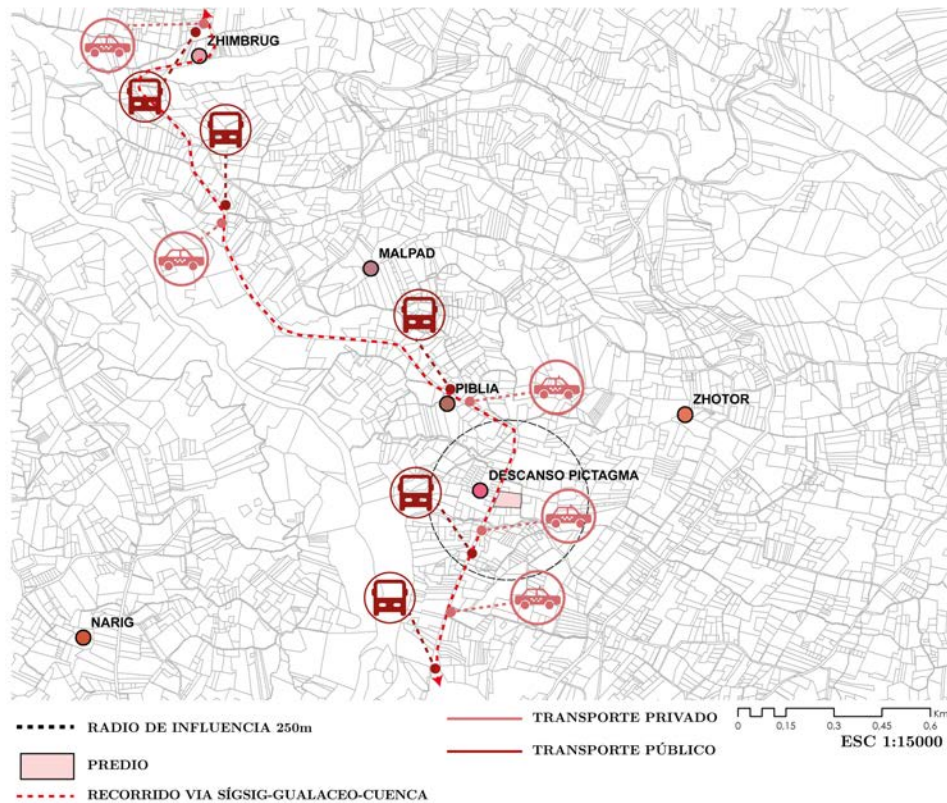 ZHIMBRUG
MALPAD
PIBLIA
ZHOTOR
DESCANSO PICTAGMA
NARIG
RADIO DE INFLUENCIA 250m
PREDIO
RECORRIDO VIA SÍGSIG-GUALACEO-CUENCA
TRANSPORTE PRIVADO
TRANSPORTE PÚBLICO
Km
0 0.15 0.3 0.45 0.6
ESC 1:15000